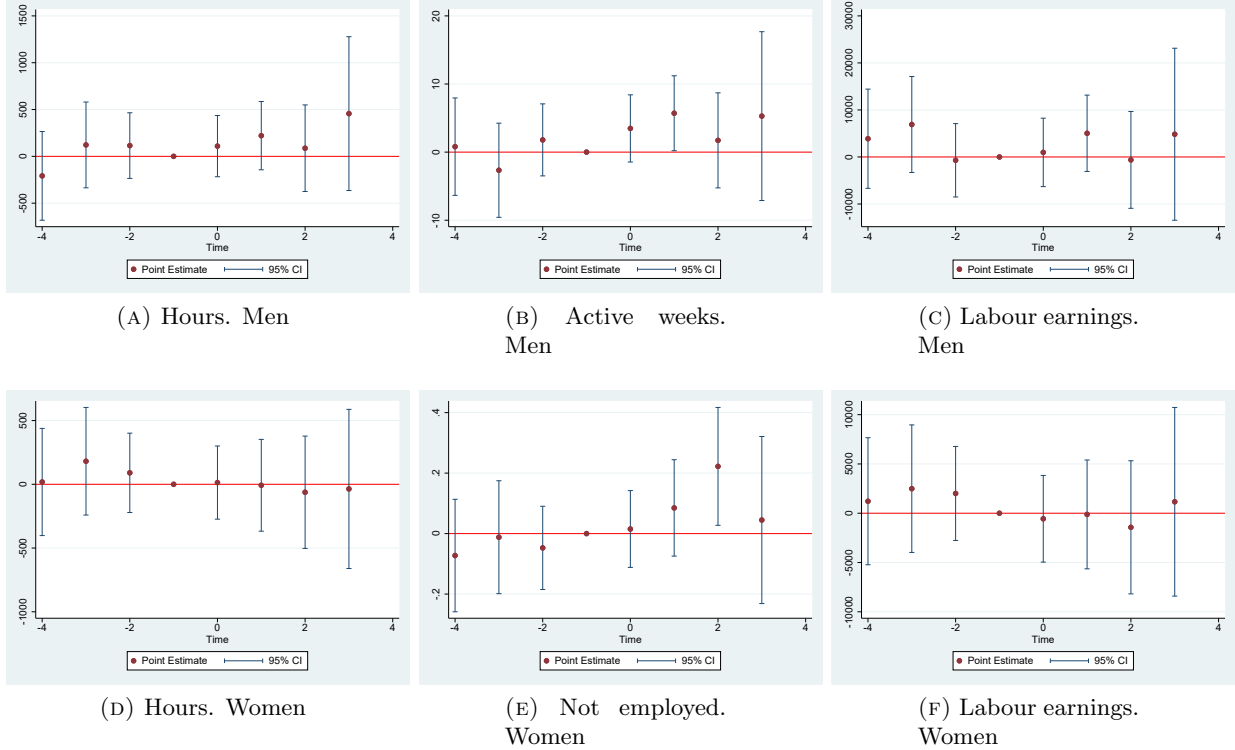 1500
1000
500
0
-500
-4
-2
0
2
4
Time
Point Estimate
95% CI
20
10
0
-10
-4
-2
0
2
4
Time
Point Estimate
95% CI
30000
20000
10000
0
-10000
-4
-2
0
2
4
Time
Point Estimate
95% CI
(A) Hours. Men
(B) Active weeks.
Men
(C) Labour earnings.
Men
500
0
-500
-1000
-4
-2
0
2
4
Time
Point Estimate
95% CI
.4
.2
0
-.2
-4
-2
0
2
4
Time
Point Estimate
95% CI
10000
5000
0
-5000
-10000
-4
-2
0
2
4
Time
Point Estimate
95% CI
(D) Hours. Women
(E) Not employed.
Women
(F) Labour earnings.
Women